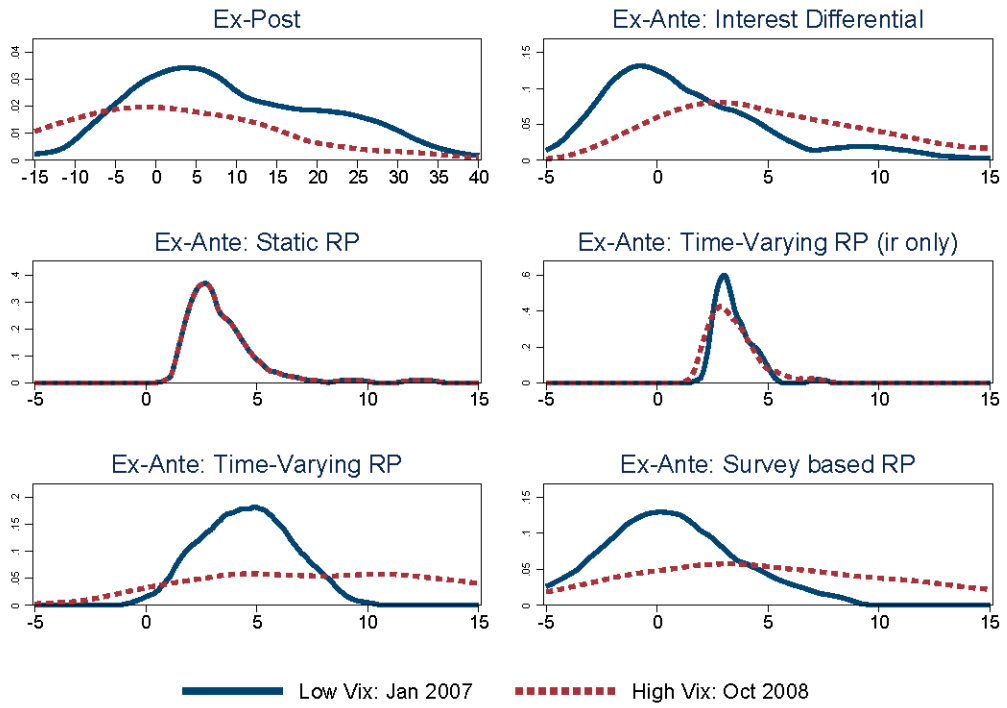 Ex-Post
Ex-Ante: Interest Differential
0 .01 .02 .03 .04
-15 -10 -5 0 5 10 15 20 25 30 35 40
0 .05 .1 .15
-5 0 5 10 15
Ex-Ante: Static RP
Ex-Ante: Time-Varying RP (ir only)
0 .1 .2 .3 .4
-5 0 5 10 15
0 .2 .4 .6
-5 0 5 10 15
Ex-Ante: Time-Varying RP
Ex-Ante: Survey based RP
0 .05 .1 .15 .2
-5 0 5 10 15
0 .05 .1 .15
-5 0 5 10 15
Low Vix: Jan 2007
High Vix: Oct 2008